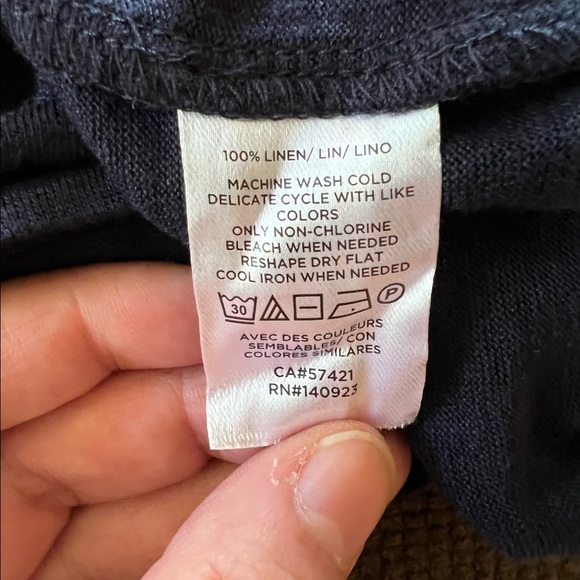 100% LINEN/ LIN/ LINO
MACHINE WASH COLD
DELICATE CYCLE WITH LIKE
COLORS
ONLY NON-CHLORINE
BLEACH WHEN NEEDED
RESHAPE DRY FLAT
COOL IRON WHEN NEEDED
30 P
AVEC DES COULEURS
SEMBLABLES/ CON
COLORES SIMILARES
CA#57421
RN#140923